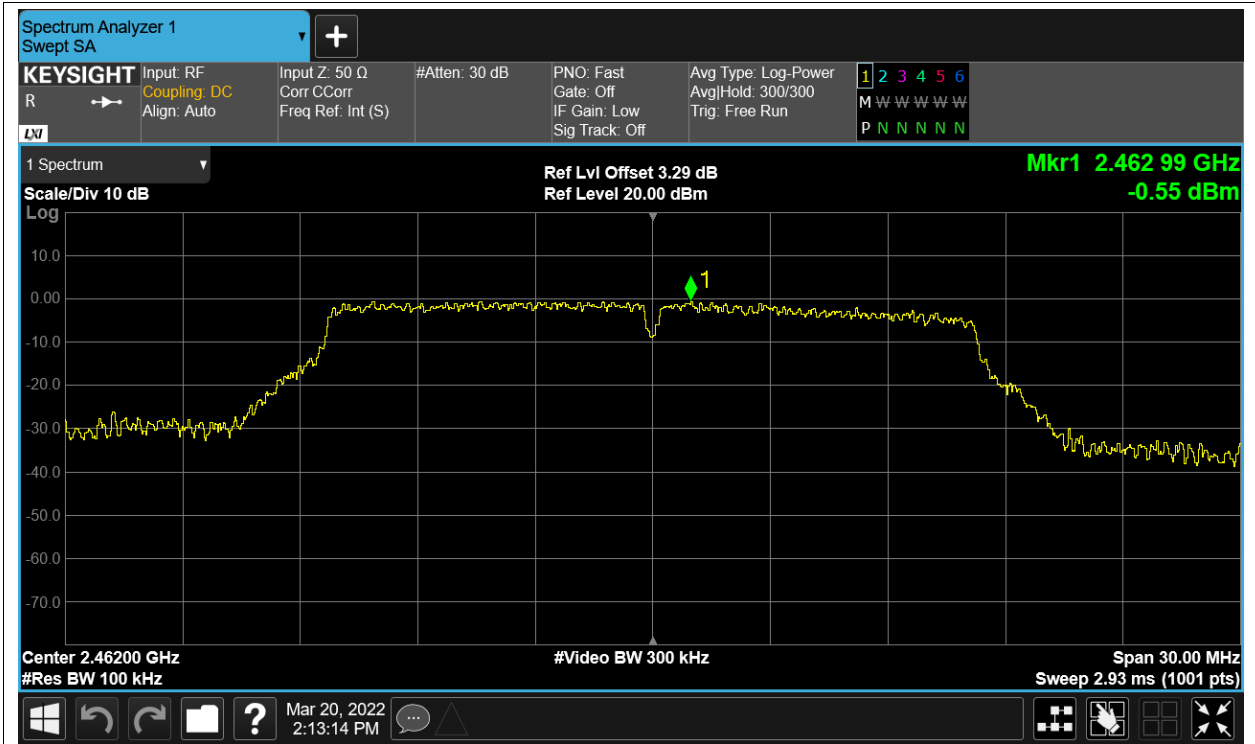 Spectrum Analyzer 1
Swept SA
KEYSIGHT
R
LXI
Input: RF
Coupling: DC
Align: Auto
Input Z: 50 Ω
Corr CCorr
Freq Ref: Int (S)
#Atten: 30 dB
PNO: Fast
Gate: Off
IF Gain: Low
Sig Track: Off
Avg Type: Log-Power
Avg|Hold: 300/300
Trig: Free Run
1 2 3 4 5 6
M W W W W W W
P N N N N N
1 Spectrum
Scale/Div 10 dB
Ref Lvl Offset 3.29 dB
Ref Level 20.00 dBm
Mkr1 2.462 99 GHz
-0.55 dBm
Log
10.0
0.00
-10.0
-20.0
-30.0
-40.0
-50.0
-60.0
-70.0
1
Center 2.46200 GHz
#Res BW 100 kHz
#Video BW 300 kHz
Span 30.00 MHz
Sweep 2.93 ms (1001 pts)
?
Mar 20, 2022
2:13:14 PM